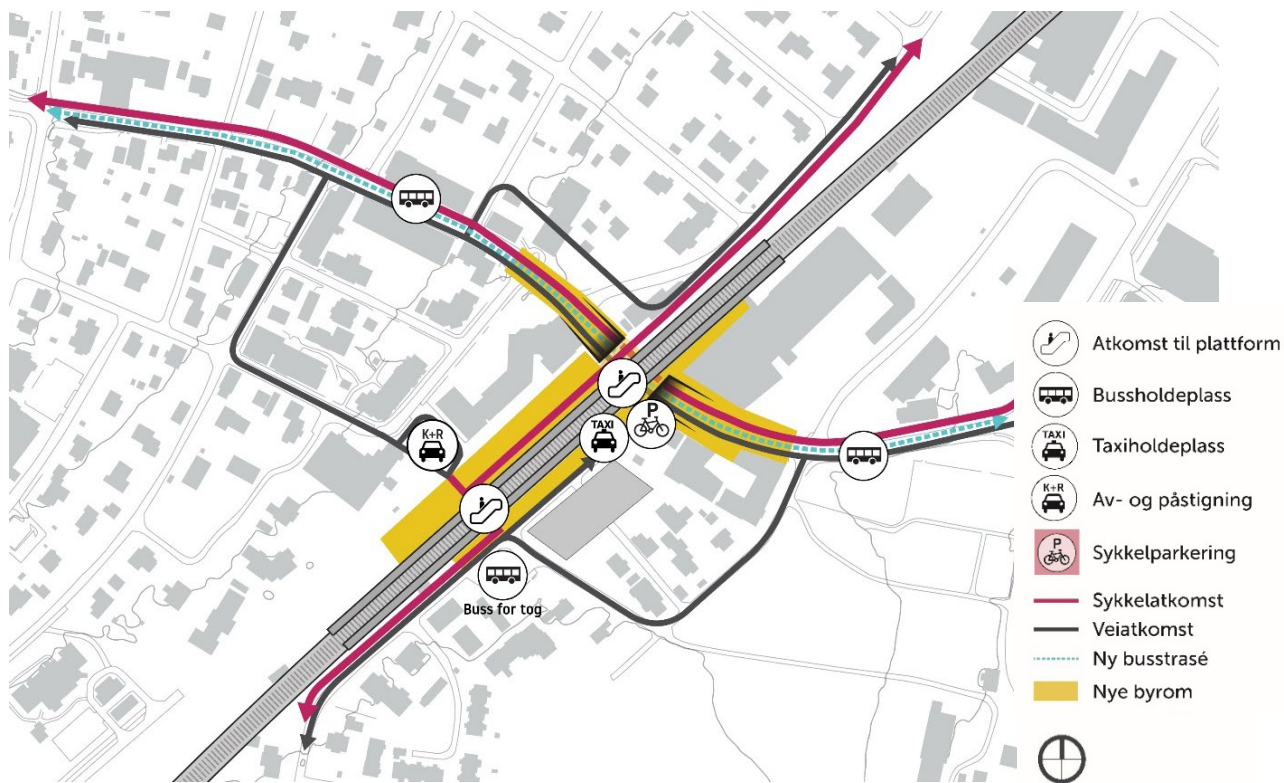 K+R
P
TAXI
Buss for tog
Atkomst til plattform
Bussholdeplass
TAXI
Taxiholdeplass
K+R
Av- og påstigning
P
Sykkelparkering
Sykkelatkomst
Veiatkomst
Ny busstrasé
Nye byrom